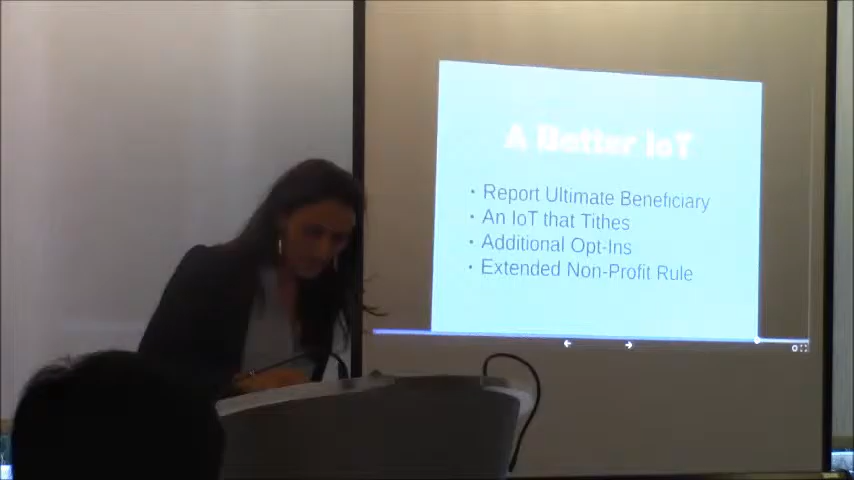 A Better IoT
• Report Ultimate Beneficiary
• An IoT that Tithes
• Additional Opt-Ins
• Extended Non-Profit Rule